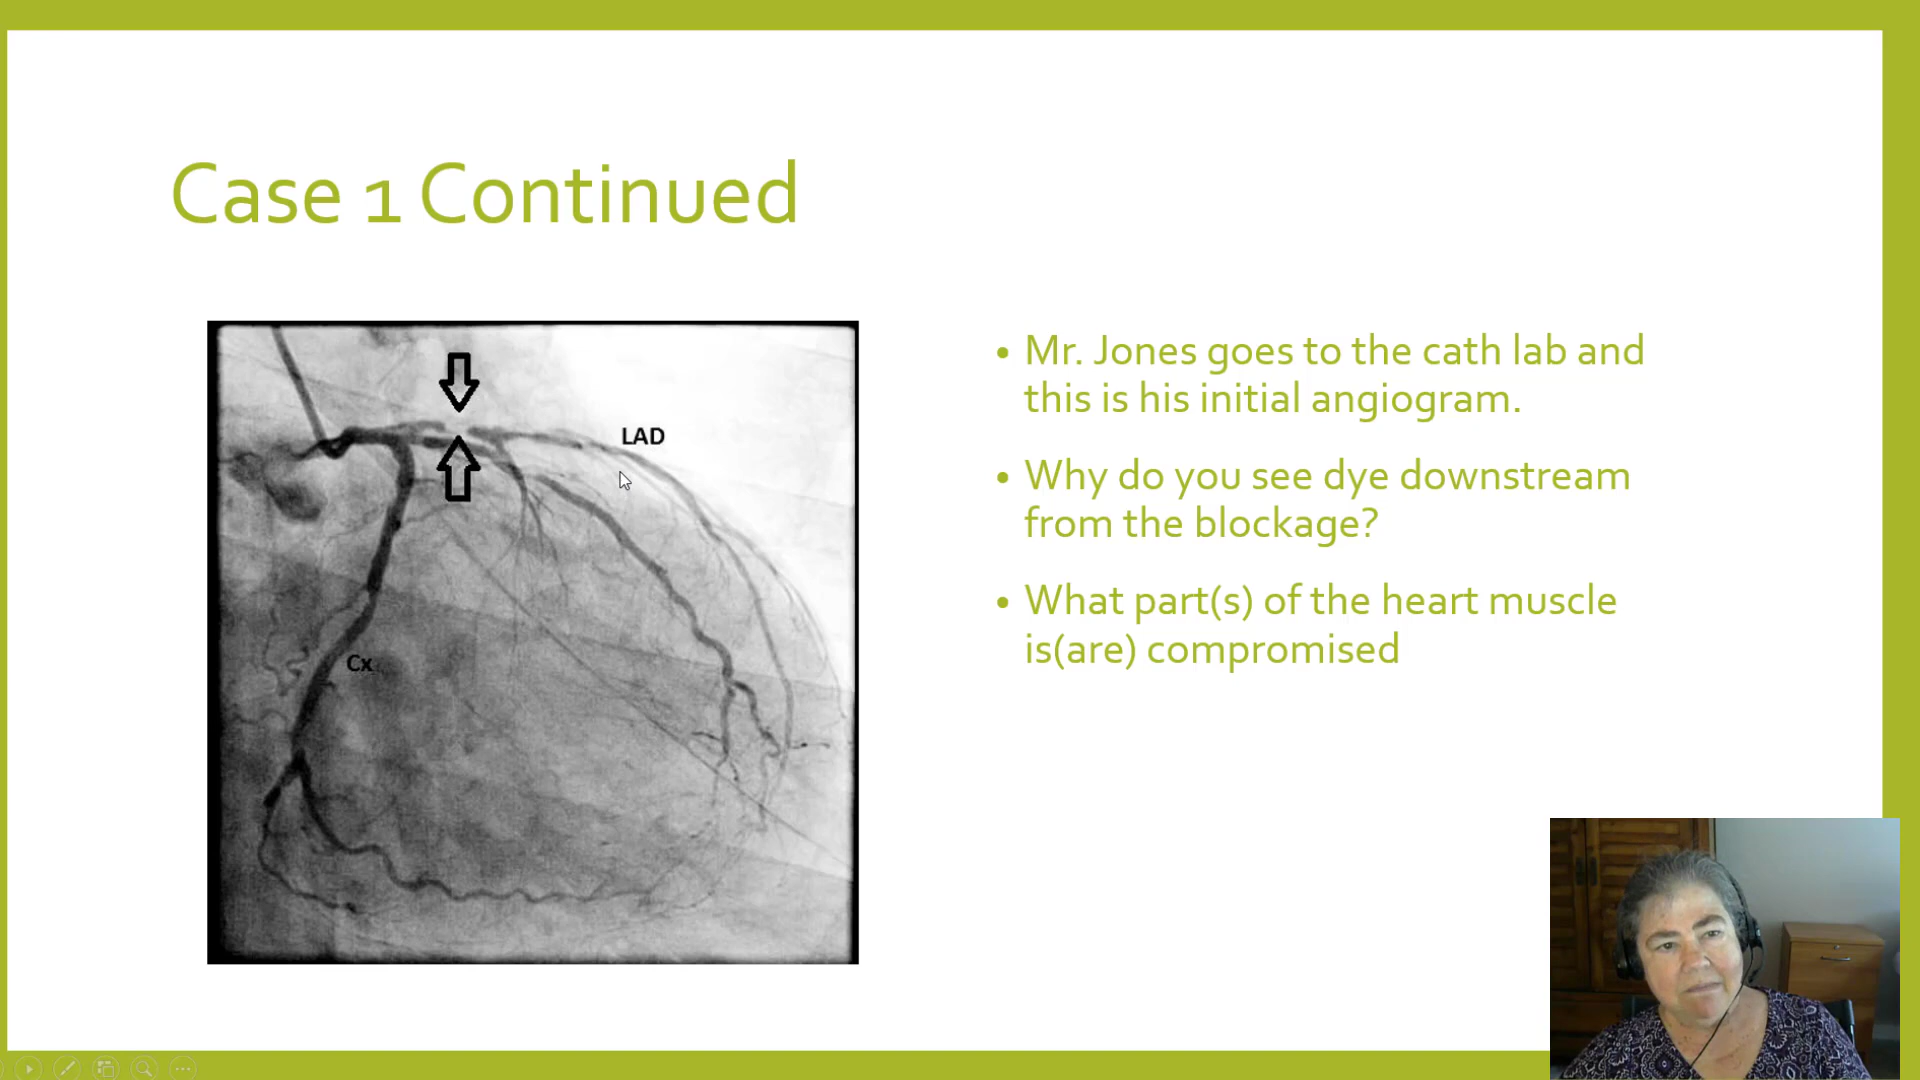 Case 1 Continued
LAD
Cx
• Mr. Jones goes to the cath lab and
this is his initial angiogram.
• Why do you see dye downstream
from the blockage?
• What part(s) of the heart muscle
is(are) compromised